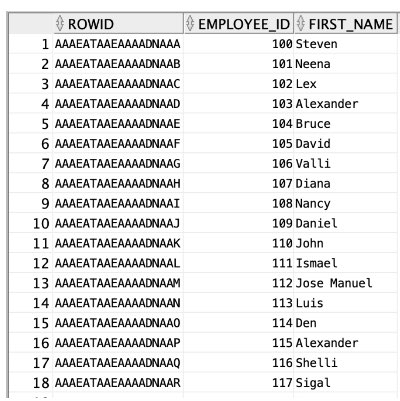 ROWID EMPLOYEE_ID FIRST_NAME
1 AAAEATAAEAAAADNAAA 100 Steven
2 AAAEATAAEAAAADNAAB 101 Neena
3 AAAEATAAEAAAADNAAC 102 Lex
4 AAAEATAAEAAAADNAAD 103 Alexander
5 AAAEATAAEAAAADNAAE 104 Bruce
6 AAAEATAAEAAAADNAAF 105 David
7 AAAEATAAEAAAADNAAG 106 Valli
8 AAAEATAAEAAAADNAAH 107 Diana
9 AAAEATAAEAAAADNAAI 108 Nancy
10 AAAEATAAEAAAADNAAJ 109 Daniel
11 AAAEATAAEAAAADNAAK 110 John
12 AAAEATAAEAAAADNAAL 111 Ismael
13 AAAEATAAEAAAADNAAM 112 Jose Manuel
14 AAAEATAAEAAAADNAAN 113 Luis
15 AAAEATAAEAAAADNAAO 114 Den
16 AAAEATAAEAAAADNAAP 115 Alexander
17 AAAEATAAEAAAADNAAQ 116 Shelli
18 AAAEATAAEAAAADNAAR 117 Sigal